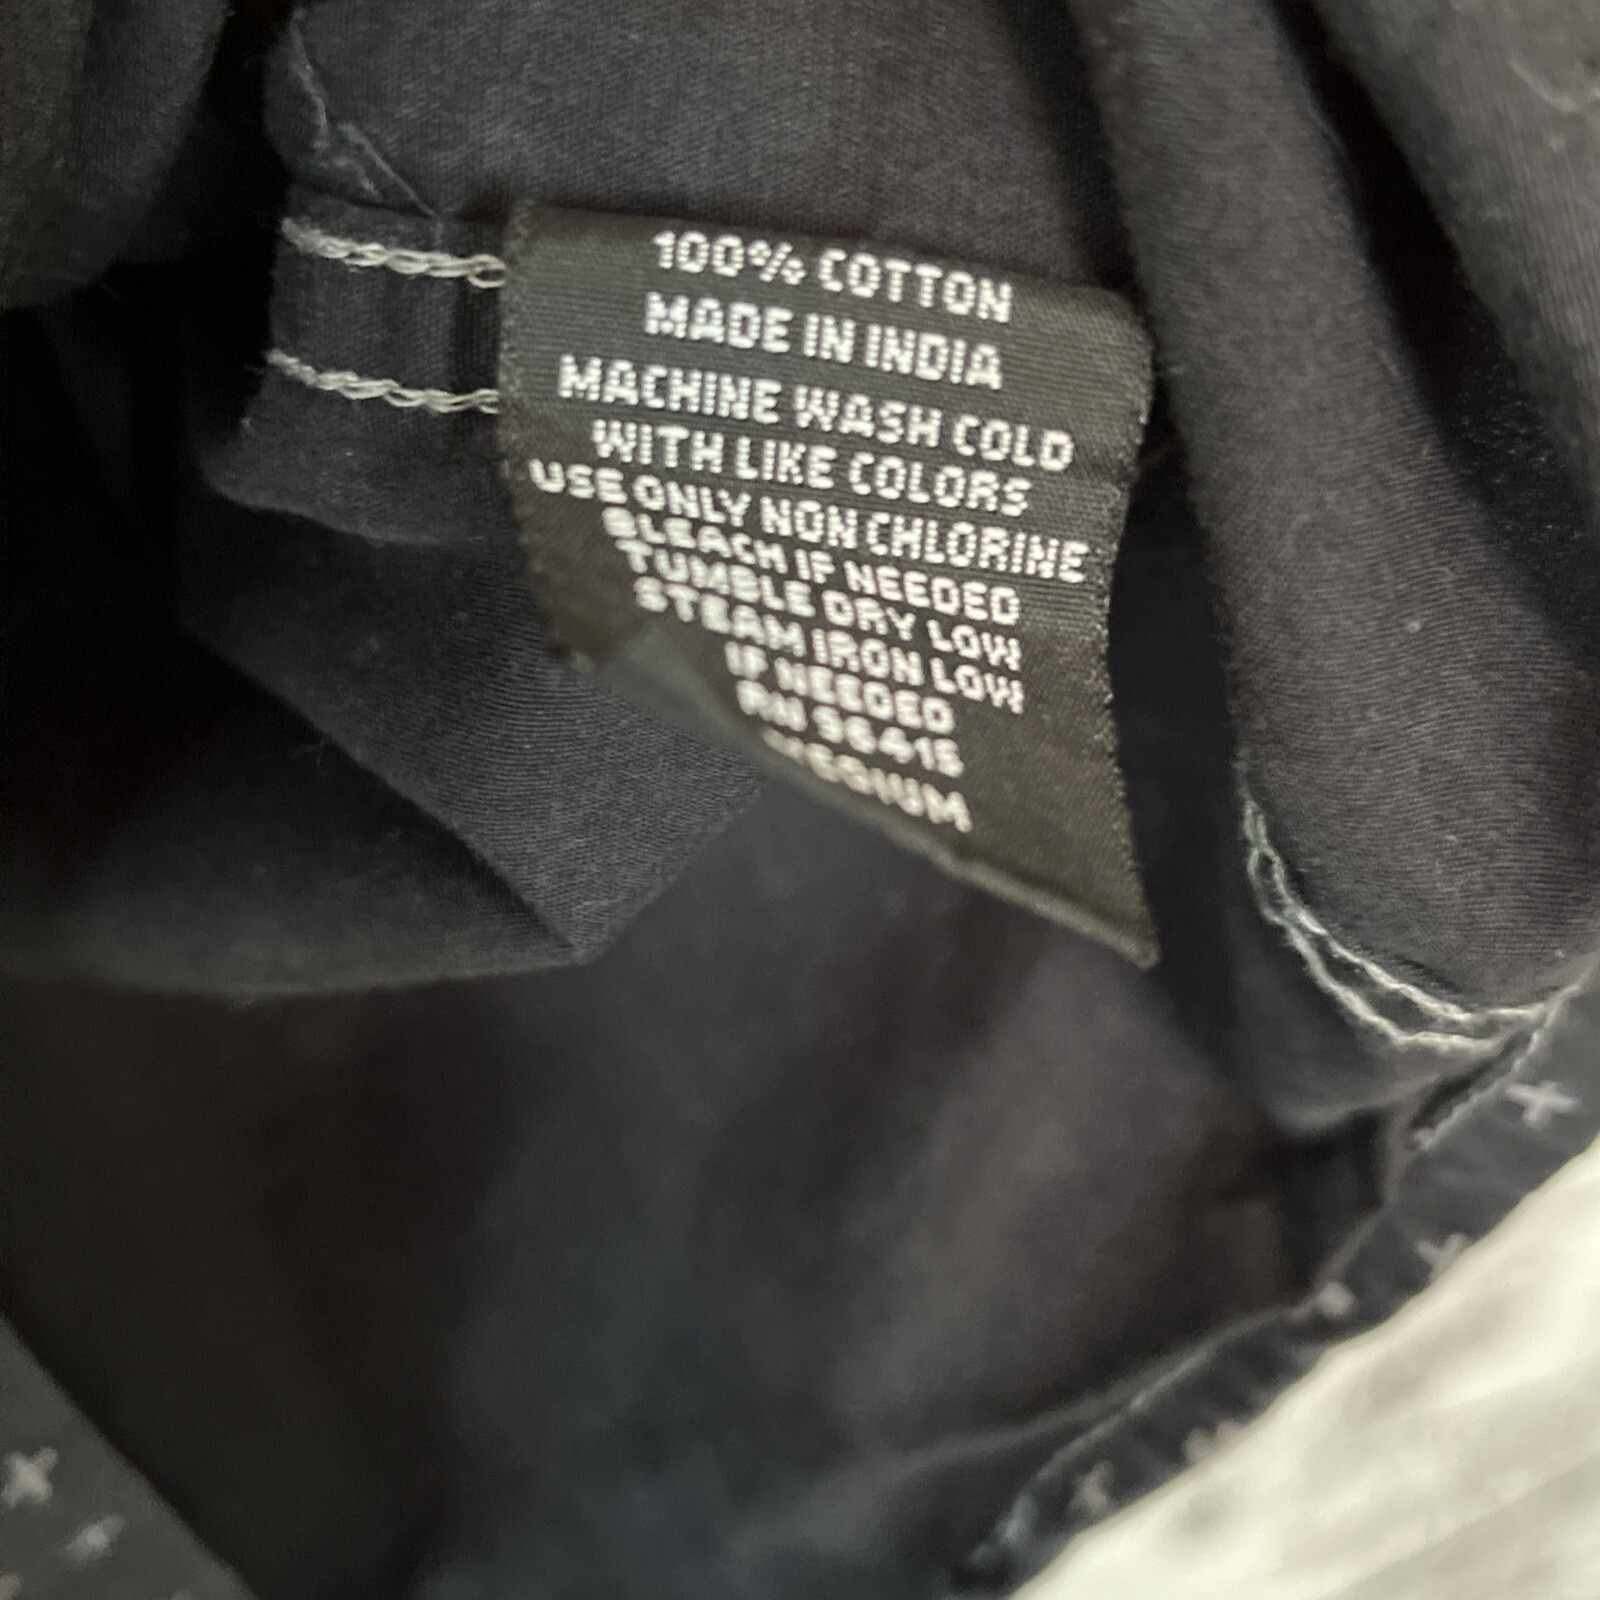 100% COTTON
MADE IN INDIA
MACHINE WASH COLD
WITH LIKE COLORS
USE ONLY NON CHLORINE
BLEACH IF NEEDED
TUMBLE DRY LOW
STEAM IRON LOW
IF NEEDED
RN